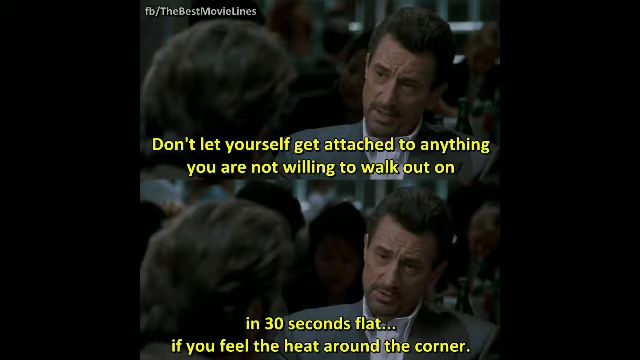 fb/TheBestMovieLines
Don't let yourself get attached to anything
you are not willing to walk out on
in 30 seconds flat...
if you feel the heat around the corner.